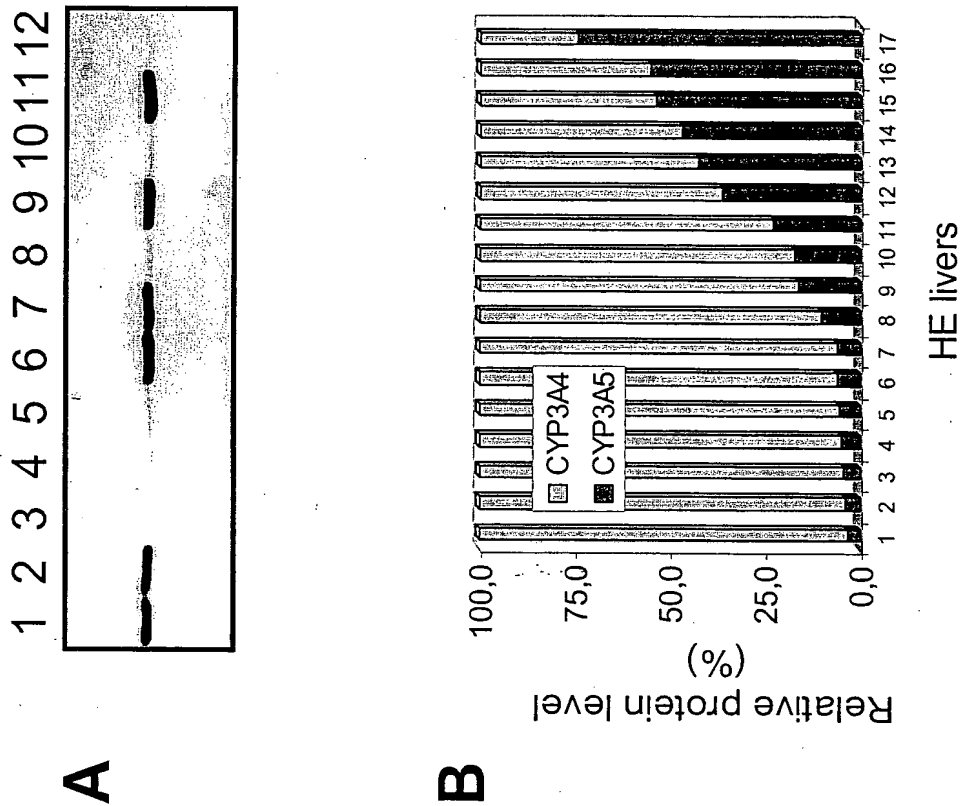 A
1 2 3 4 5 6 7 8 9 10 11 12
B
Relative protein level
(%)
100,0
75,0
50,0
25,0
0,0
CYP3A4
CYP3A5
1 2 3 4 5 6 7 8 9 10 11 12 13 14 15 16 17
HE livers